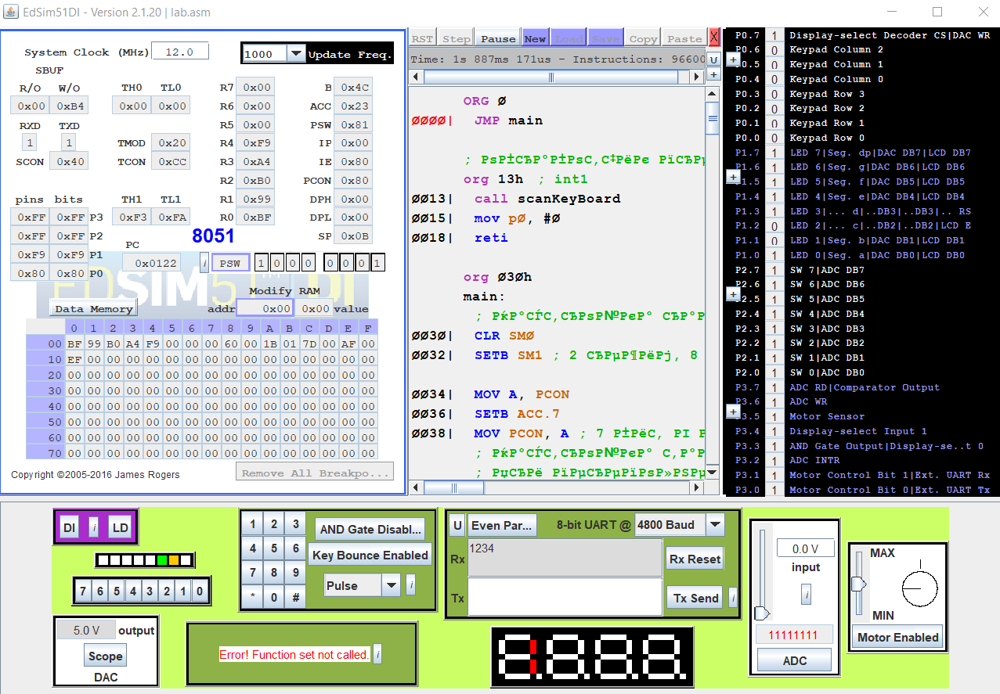 EdSim51DI - Version 2.1.20 | lab.asm
System Clock (MHz) 12.0
1000 Update Freq.
SBUF
R/O W/O TH0 TL0 R7 0x00 B 0x4C
0x00 0xB4 0x00 0x00 R6 0x00 ACC 0x23
RXD TXD R5 0x00 PSW 0x81
1 1 TMOD 0x20 R4 0xF9 IP 0x00
SCON 0x40 TCON 0xCC R3 0xA4 IE 0x80
R2 0xB0 PCON 0x80
pins bits TH1 TL1 R1 0x99 DPH 0x00
0xFF 0xFF P3 0xF3 0xFA R0 0xBF DPL 0x00
0xFF 0xFF P2 8051 SP 0x0B
0xF9 0xF9 P1 PC
0x80 0x80 P0 0x0122 i PSW 1 0 0 0 0 0 0 1
Modify RAM
Data Memory addr 0x00 0x00 value
0 1 2 3 4 5 6 7 8 9 A B C D E F
00 BF 99 B0 A4 F9 00 00 00 60 00 1B 01 7D 00 AF 00
10 EF 00 00 00 00 00 00 00 00 00 00 00 00 00 00 00
20 00 00 00 00 00 00 00 00 00 00 00 00 00 00 00 00
30 00 00 00 00 00 00 00 00 00 00 00 00 00 00 00 00
40 00 00 00 00 00 00 00 00 00 00 00 00 00 00 00 00
50 00 00 00 00 00 00 00 00 00 00 00 00 00 00 00 00
60 00 00 00 00 00 00 00 00 00 00 00 00 00 00 00 00
70 00 00 00 00 00 00 00 00 00 00 00 00 00 00 00 00
Copyright ©2005-2016 James Rogers Remove All Breakpo...
RST Step Pause New Load Save Copy Paste X
Time: 1s 887ms 171us - Instructions: 96600 U
+
ORG 0
0000| JMP main
org 13h ; int1
0013| call scanKeyBoard
0015| mov p0, #0
0018| reti
org 030h
main:
0030| CLR SM0
0032| SETB SM1
0034| MOV A, PCON
0036| SETB ACC.7
0038| MOV PCON, A
P0.7 1 Display-select Decoder CS|DAC WR
P0.6 0 Keypad Column 2
P0.5 0 Keypad Column 1
P0.4 0 Keypad Column 0
P0.3 0 Keypad Row 3
P0.2 0 Keypad Row 2
P0.1 0 Keypad Row 1
P0.0 0 Keypad Row 0
P1.7 1 LED 7|Seg. dp|DAC DB7|LCD DB7
P1.6 1 LED 6|Seg. g|DAC DB6|LCD DB6
P1.5 1 LED 5|Seg. f|DAC DB5|LCD DB5
P1.4 1 LED 4|Seg. e|DAC DB4|LCD DB4
P1.3 1 LED 3|... d|..DB3|..DB3|.. RS
P1.2 0 LED 2|... c|..DB2|..DB2|LCD E
P1.1 0 LED 1|Seg. b|DAC DB1|LCD DB1
P1.0 1 LED 0|Seg. a|DAC DB0|LCD DB0
P2.7 1 SW 7|ADC DB7
P2.6 1 SW 6|ADC DB6
P2.5 1 SW 5|ADC DB5
P2.4 1 SW 4|ADC DB4
P2.3 1 SW 3|ADC DB3
P2.2 1 SW 2|ADC DB2
P2.1 1 SW 1|ADC DB1
P2.0 1 SW 0|ADC DB0
P3.7 1 ADC RD|Comparator Output
P3.6 1 ADC WR
P3.5 1 Motor Sensor
P3.4 1 Display-select Input 1
P3.3 1 AND Gate Output|Display-se..t 0
P3.2 1 ADC INTR
P3.1 1 Motor Control Bit 1|Ext. UART Rx
P3.0 1 Motor Control Bit 0|Ext. UART Tx
DI i LD
7 6 5 4 3 2 1 0
5.0 V output
Scope
DAC
1 2 3
4 5 6
7 8 9
* 0 #
AND Gate Disabl...
Key Bounce Enabled
Pulse i
Error! Function set not called. i
U Even Par... 8-bit UART @ 4800 Baud
Rx 1234 Rx Reset
Tx Tx Send i
0.0 V
input
i
11111111
ADC
MAX
MIN
Motor Enabled